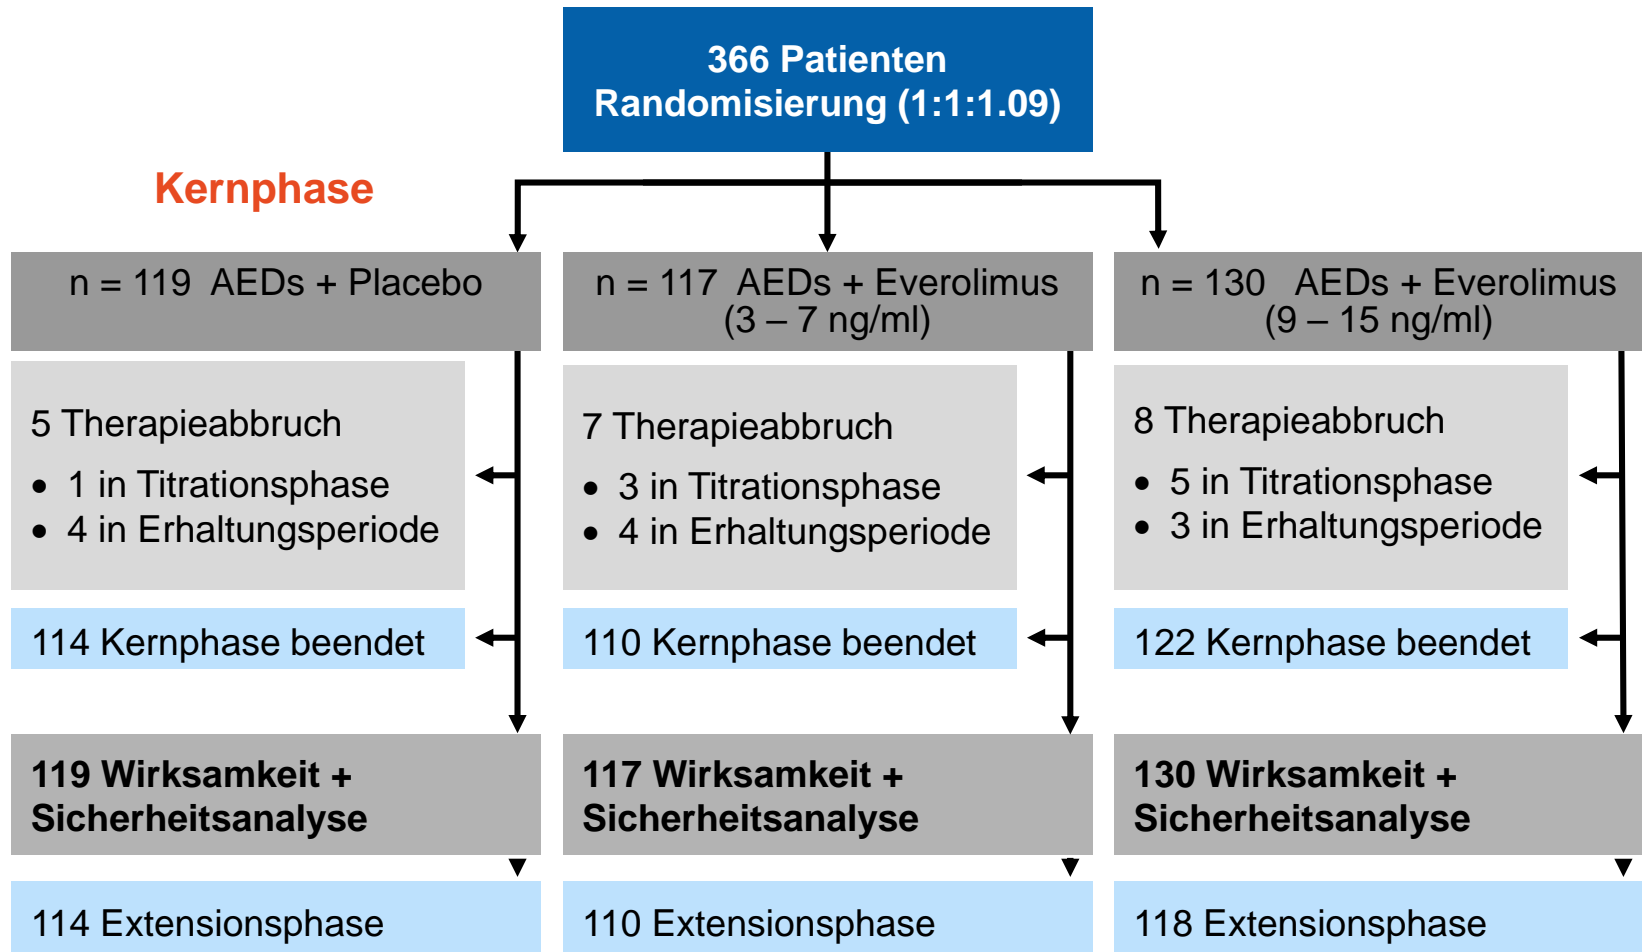 366 Patienten
Randomisierung (1:1:1.09)
Kernphase
n = 119 AEDs + Placebo
n = 117 AEDs + Everolimus
(3 – 7 ng/ml)
n = 130 AEDs + Everolimus
(9 – 15 ng/ml)
5 Therapieabbruch
• 1 in Titrationsphase
• 4 in Erhaltungsperiode
7 Therapieabbruch
• 3 in Titrationsphase
• 4 in Erhaltungsperiode
8 Therapieabbruch
• 5 in Titrationsphase
• 3 in Erhaltungsperiode
114 Kernphase beendet
110 Kernphase beendet
122 Kernphase beendet
119 Wirksamkeit +
Sicherheitsanalyse
117 Wirksamkeit +
Sicherheitsanalyse
130 Wirksamkeit +
Sicherheitsanalyse
114 Extensionsphase
110 Extensionsphase
118 Extensionsphase